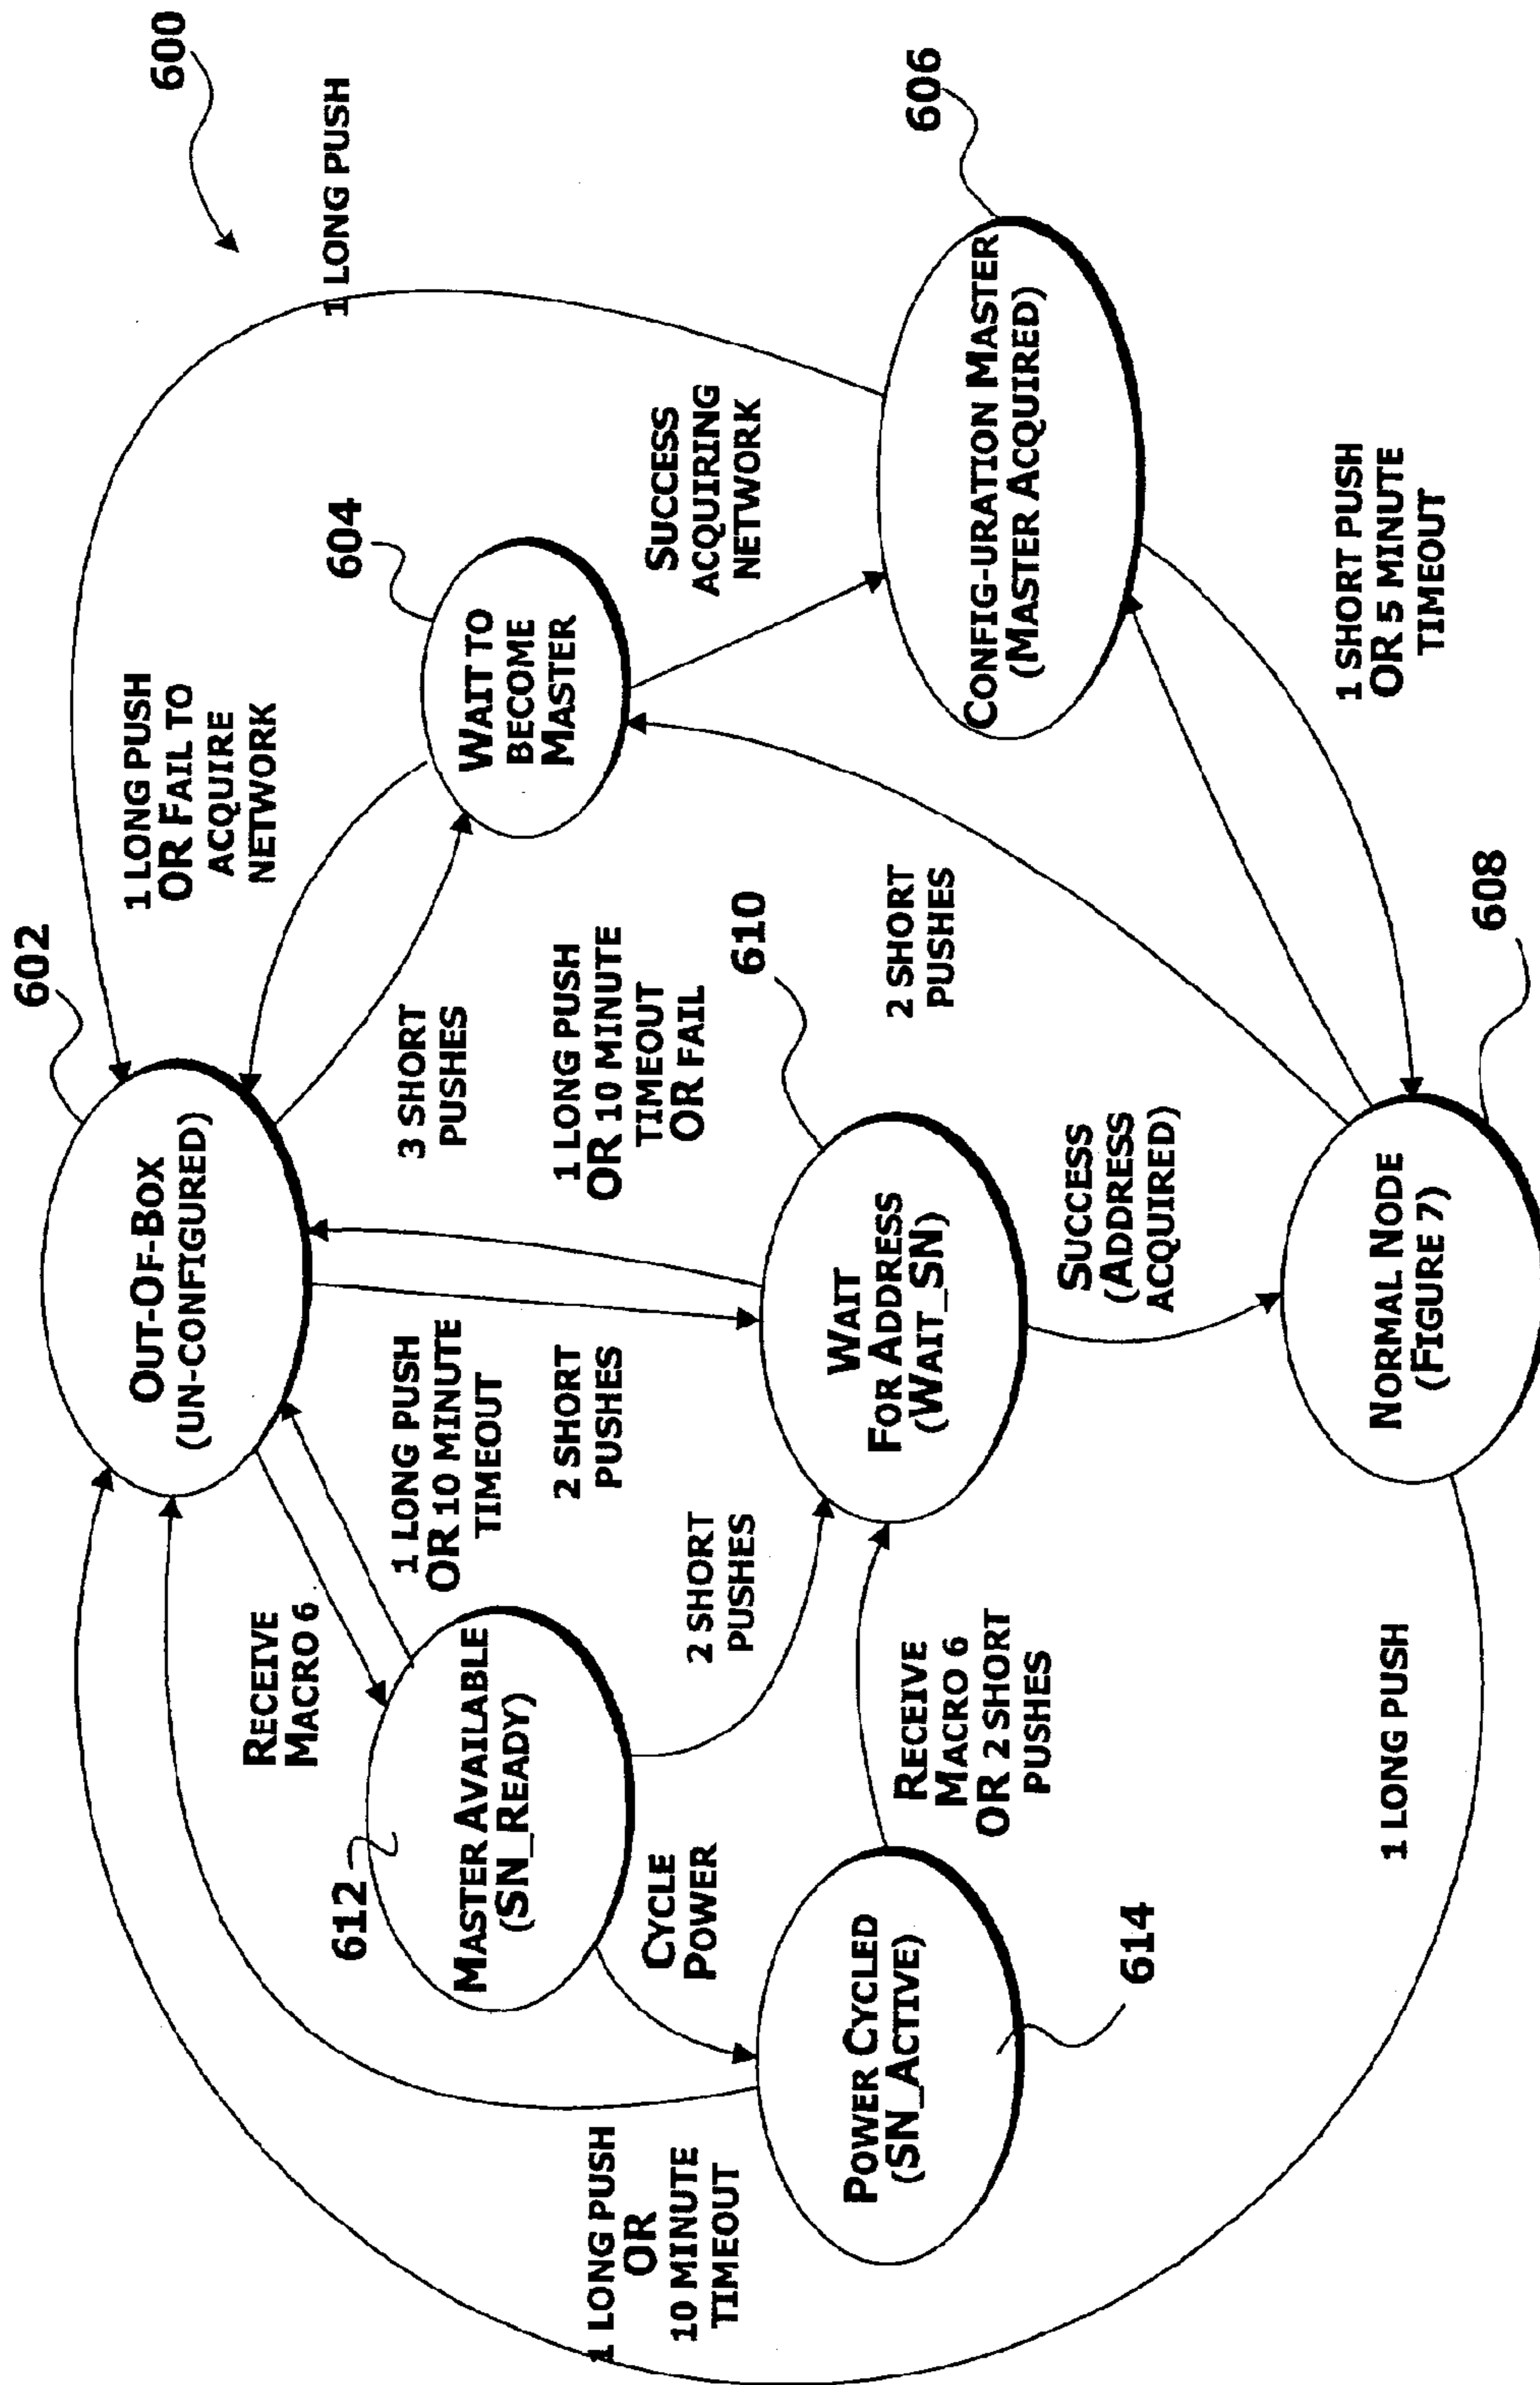 600
1 LONG PUSH
602
OUT-OF-BOX
(UN-CONFIGURED)
1 LONG PUSH
OR FAIL TO
ACQUIRE
NETWORK
604
WAIT TO
BECOME
MASTER
3 SHORT
PUSHES
SUCCESS
ACQUIRING
NETWORK
606
CONFIG-URATION MASTER
(MASTER ACQUIRED)
RECEIVE
MACRO 6
1 LONG PUSH
OR 10 MINUTE
TIMEOUT
612
MASTER AVAILABLE
(SN_READY)
2 SHORT
PUSHES
1 LONG PUSH
OR 10 MINUTE
TIMEOUT
OR FAIL
610
2 SHORT
PUSHES
CYCLE
POWER
1 LONG PUSH
OR
10 MINUTE
TIMEOUT
POWER CYCLED
(SN_ACTIVE)
614
RECEIVE
MACRO 6
OR 2 SHORT
PUSHES
WAIT
FOR ADDRESS
(WAIT_SN)
2 SHORT
PUSHES
SUCCESS
(ADDRESS
ACQUIRED)
1 SHORT PUSH
OR 5 MINUTE
TIMEOUT
NORMAL NODE
(FIGURE 7)
608
1 LONG PUSH